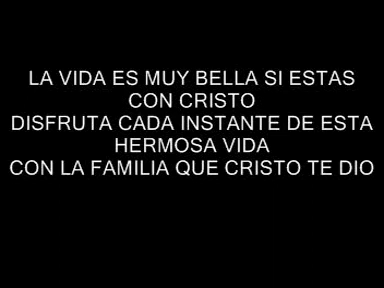 LA VIDA ES MUY BELLA SI ESTAS
CON CRISTO
DISFRUTA CADA INSTANTE DE ESTA
HERMOSA VIDA
CON LA FAMILIA QUE CRISTO TE DIO